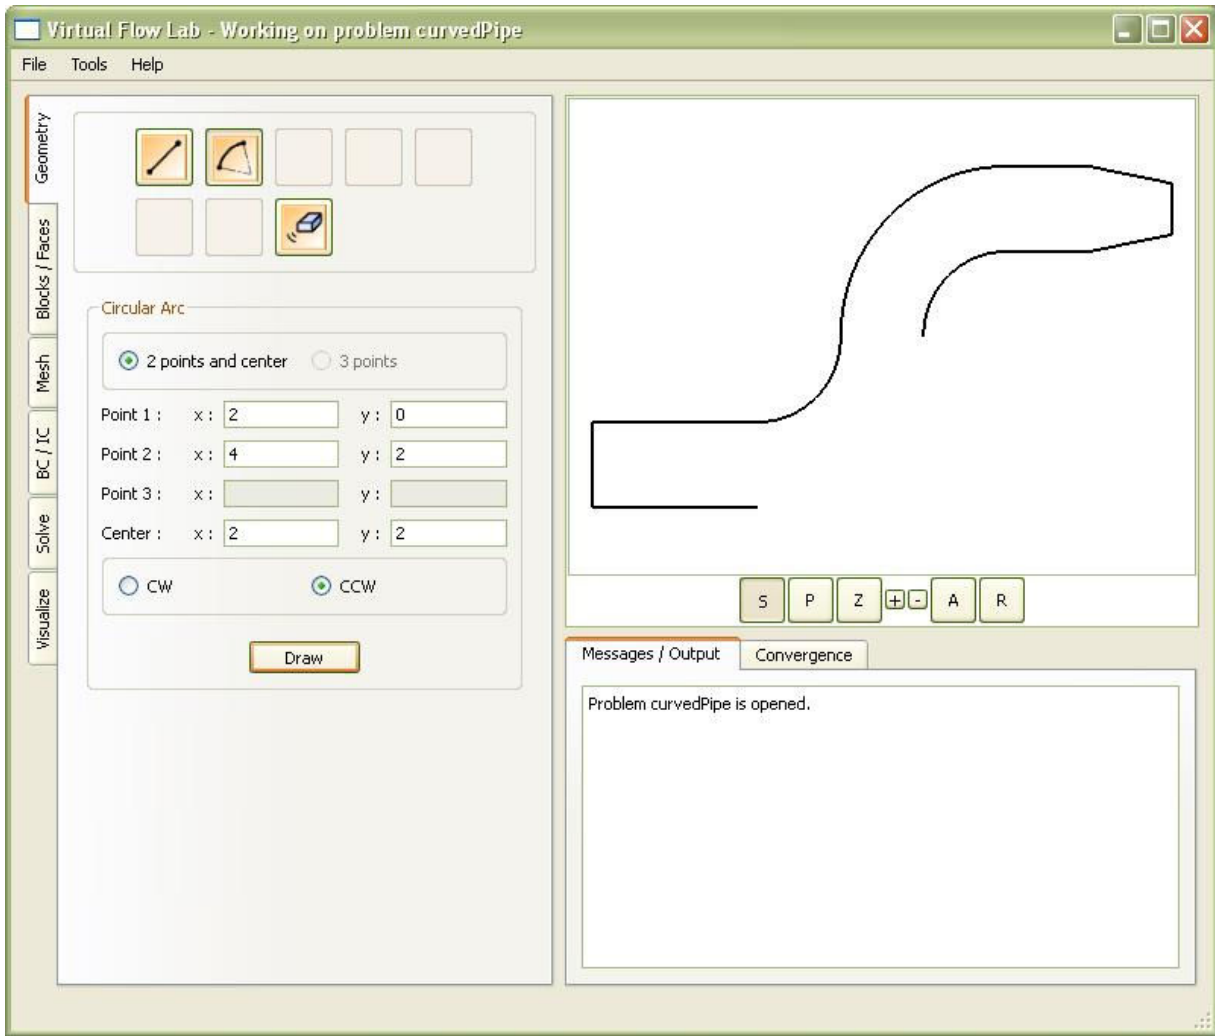 Virtual Flow Lab - Working on problem curvedPipe
File Tools Help
Geometry
Blocks / Faces
Mesh
BC / IC
Solve
Visualize
Circular Arc
2 points and center 3 points
Point 1 : x : 2 y : 0
Point 2 : x : 4 y : 2
Point 3 : x : y :
Center : x : 2 y : 2
CW CCW
Draw
S P Z + - A R
Messages / Output Convergence
Problem curvedPipe is opened.